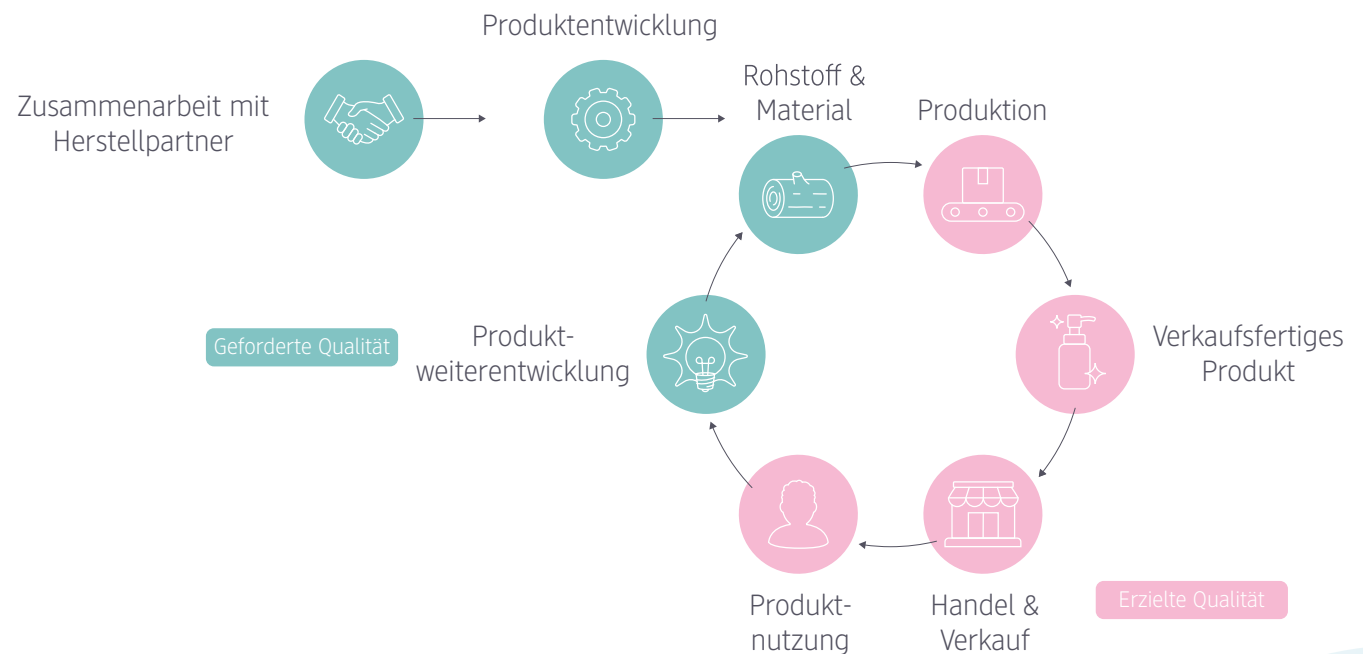 Produktentwicklung
Zusammenarbeit mit
Herstellpartner
Rohstoff &
Material
Produktion
Geforderte Qualität
Produkt-
weiterentwicklung
Verkaufsfertiges
Produkt
Produkt-
nutzung
Handel &
Verkauf
Erzielte Qualität